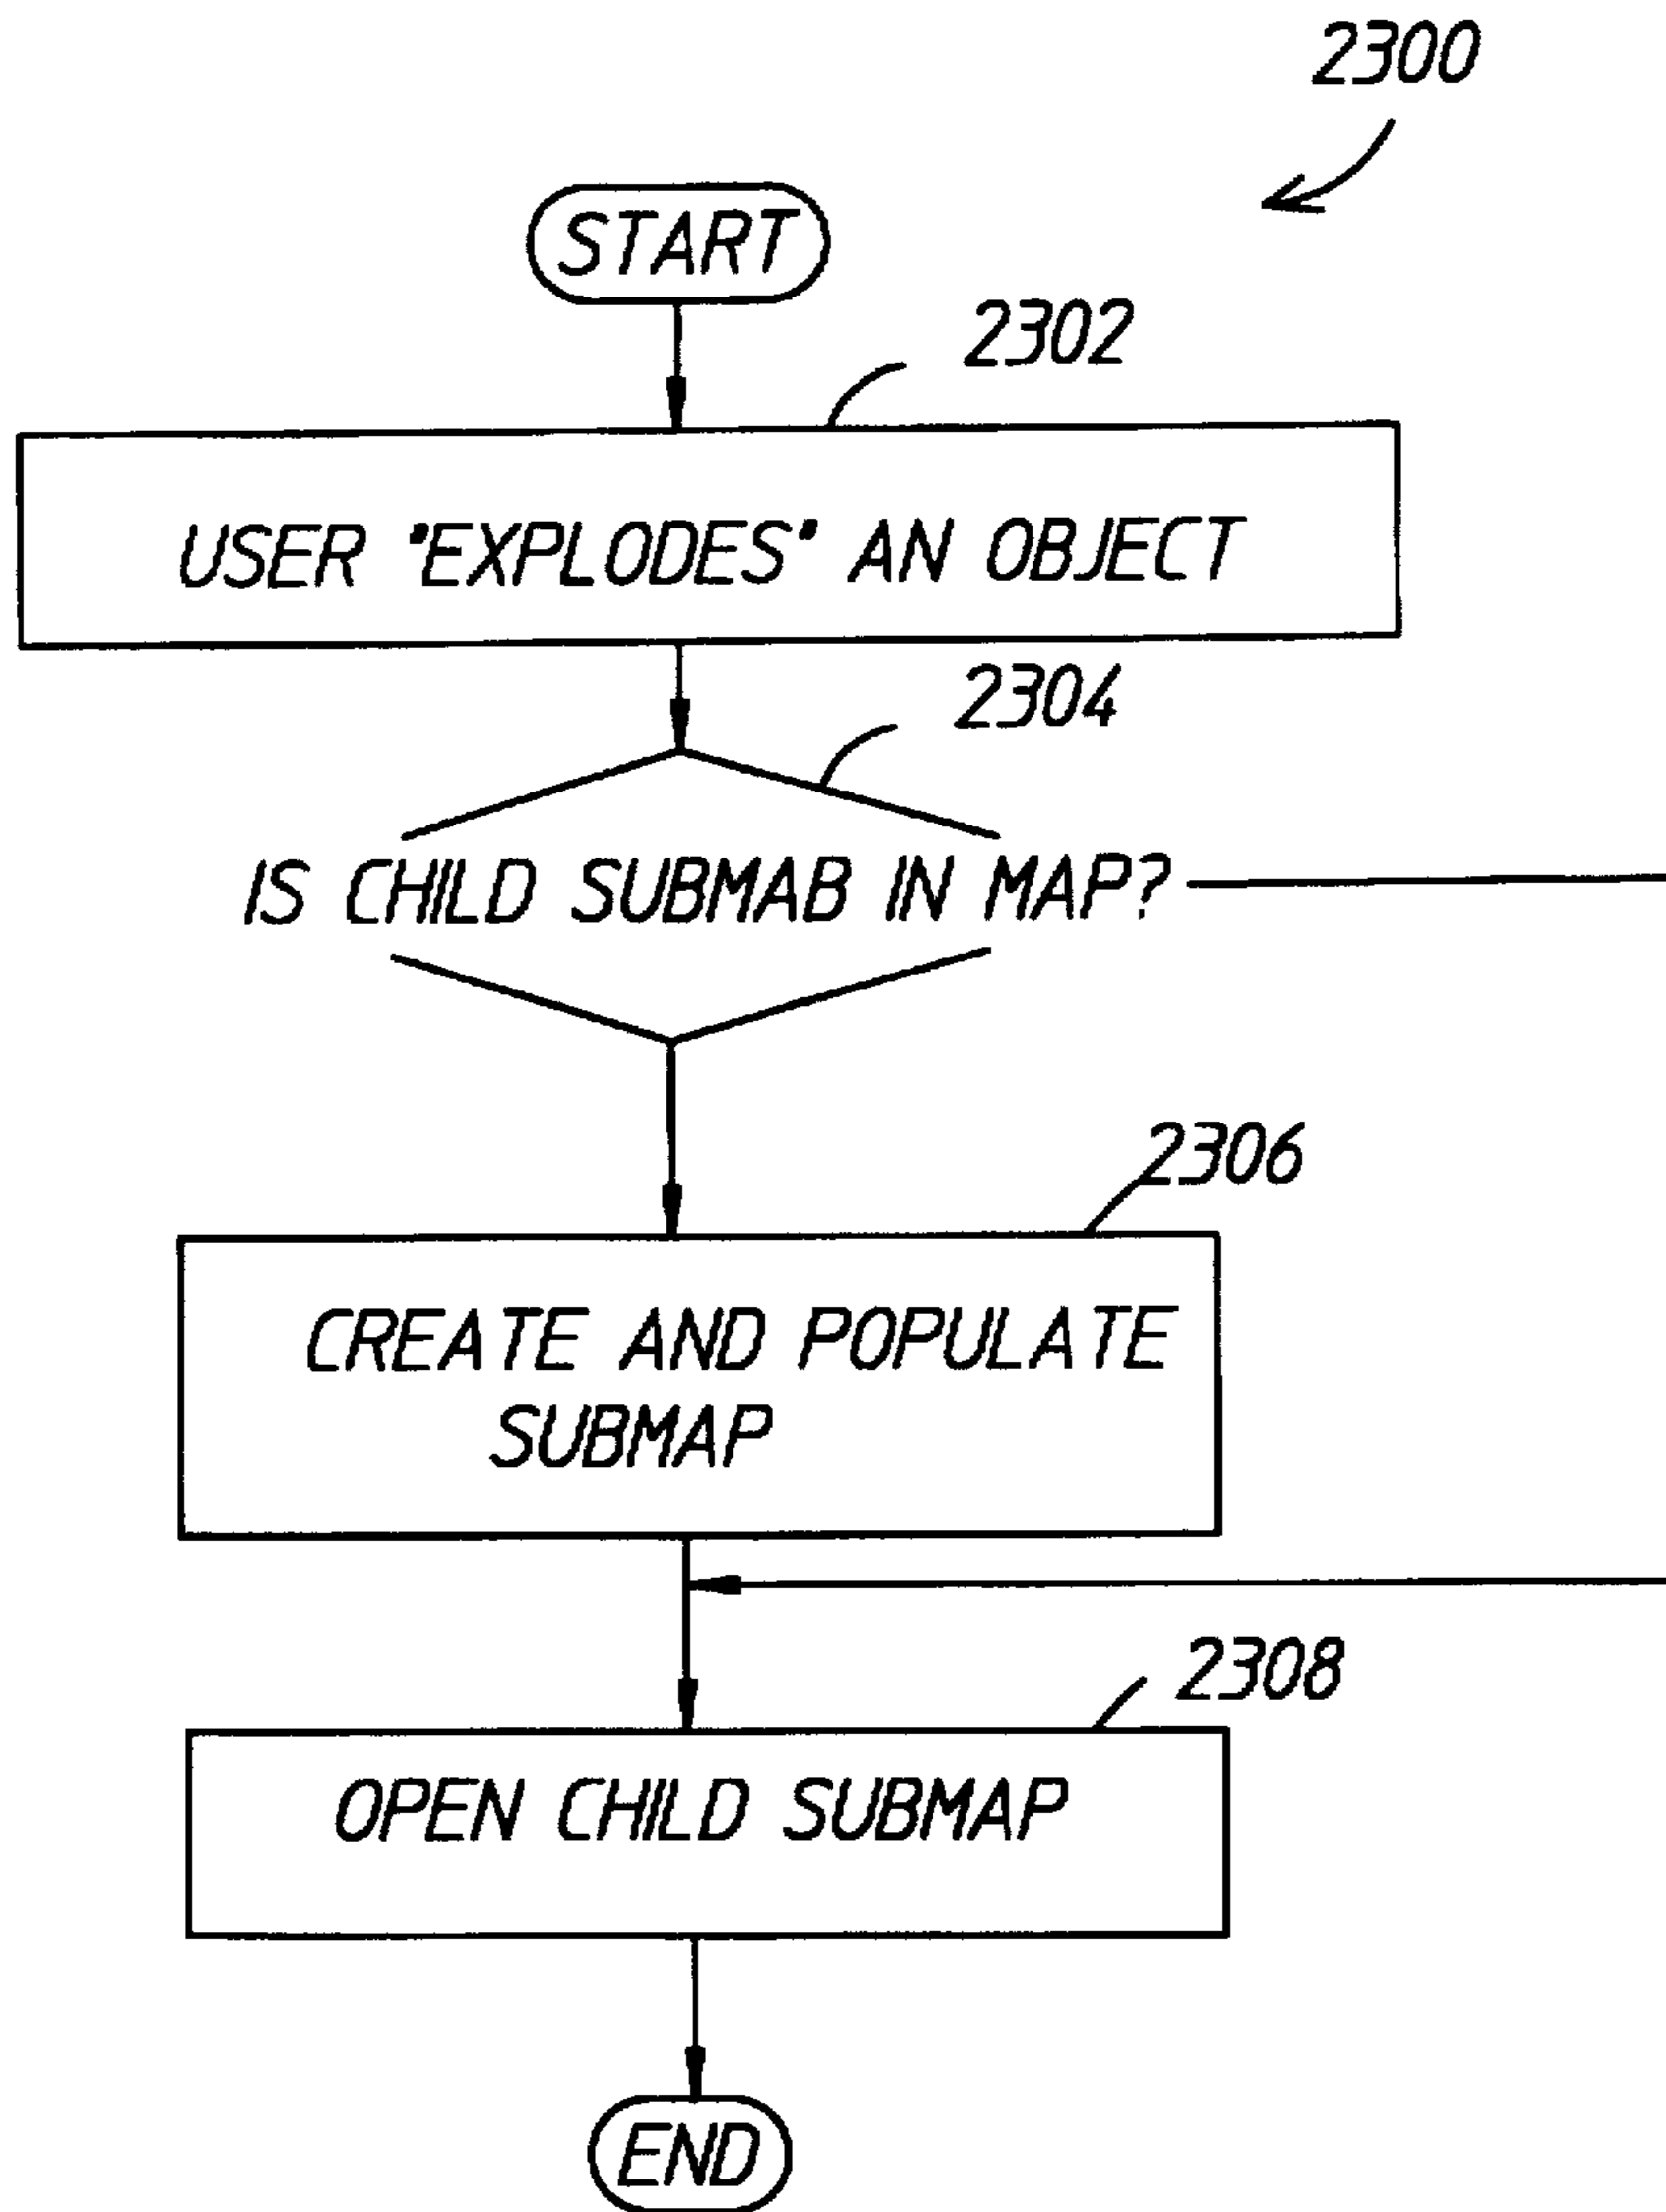 2300
START
2302
USER "EXPLODES" AN OBJECT
2304
IS CHILD SUBMAB IN MAP?
2306
CREATE AND POPULATE
SUBMAP
2308
OPEN CHILD SUBMAP
END